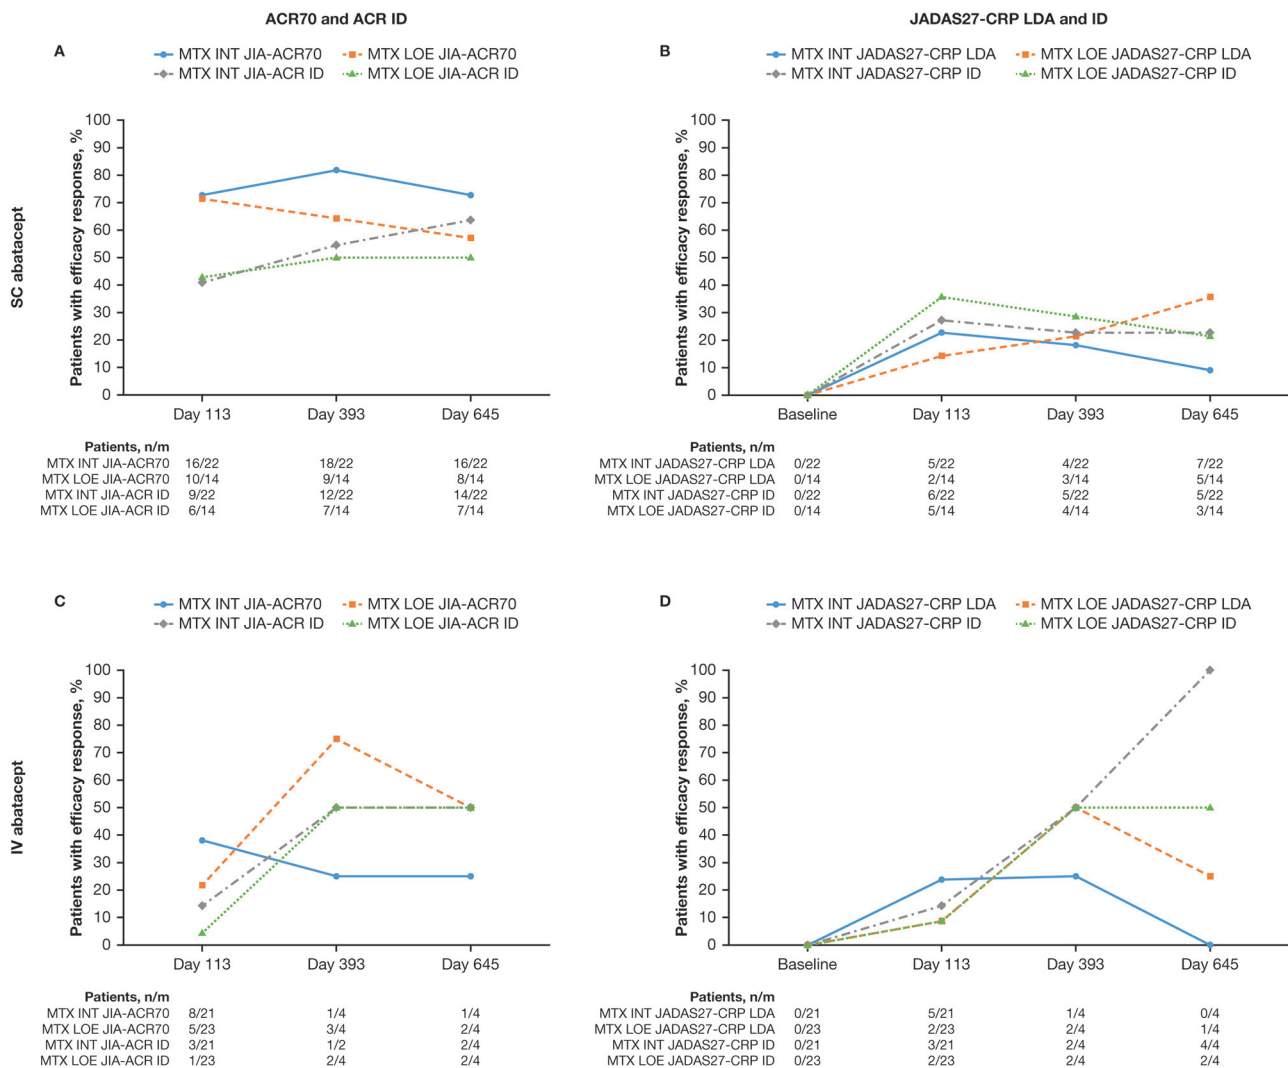 ACR70 and ACR ID
JADAS27-CRP LDA and ID
SC abatacept
A
MTX INT JIA-ACR70
MTX LOE JIA-ACR70
MTX INT JIA-ACR ID
MTX LOE JIA-ACR ID
Patients with efficacy response, %
100
90
80
70
60
50
40
30
20
10
0
Day 113 Day 393 Day 645
Patients, n/m
MTX INT JIA-ACR70 16/22 18/22 16/22
MTX LOE JIA-ACR70 10/14 9/14 8/14
MTX INT JIA-ACR ID 9/22 12/22 14/22
MTX LOE JIA-ACR ID 6/14 7/14 7/14
B
MTX INT JADAS27-CRP LDA
MTX LOE JADAS27-CRP LDA
MTX INT JADAS27-CRP ID
MTX LOE JADAS27-CRP ID
Patients with efficacy response, %
100
90
80
70
60
50
40
30
20
10
0
Baseline Day 113 Day 393 Day 645
Patients, n/m
MTX INT JADAS27-CRP LDA 0/22 5/22 4/22 7/22
MTX LOE JADAS27-CRP LDA 0/14 2/14 3/14 5/14
MTX INT JADAS27-CRP ID 0/22 6/22 5/22 5/22
MTX LOE JADAS27-CRP ID 0/14 5/14 4/14 3/14
IV abatacept
C
MTX INT JIA-ACR70
MTX LOE JIA-ACR70
MTX INT JIA-ACR ID
MTX LOE JIA-ACR ID
Patients with efficacy response, %
100
90
80
70
60
50
40
30
20
10
0
Day 113 Day 393 Day 645
Patients, n/m
MTX INT JIA-ACR70 8/21 1/4 1/4
MTX LOE JIA-ACR70 5/23 3/4 2/4
MTX INT JIA-ACR ID 3/21 1/2 2/4
MTX LOE JIA-ACR ID 1/23 2/4 2/4
D
MTX INT JADAS27-CRP LDA
MTX LOE JADAS27-CRP LDA
MTX INT JADAS27-CRP ID
MTX LOE JADAS27-CRP ID
Patients with efficacy response, %
100
90
80
70
60
50
40
30
20
10
0
Baseline Day 113 Day 393 Day 645
Patients, n/m
MTX INT JADAS27-CRP LDA 0/21 5/21 1/4 0/4
MTX LOE JADAS27-CRP LDA 0/23 2/23 2/4 1/4
MTX INT JADAS27-CRP ID 0/21 3/21 2/4 4/4
MTX LOE JADAS27-CRP ID 0/23 2/23 2/4 2/4